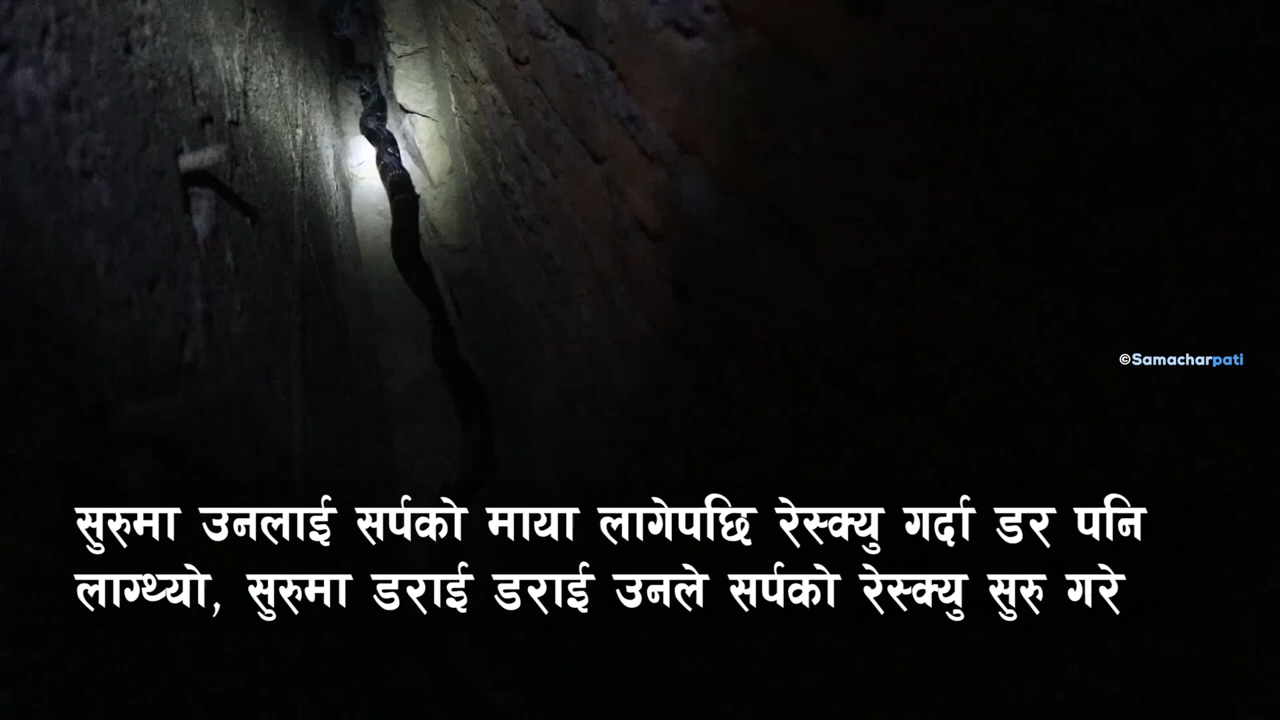 ©Samacharpati
सुरुमा उनलाई सर्पको माया लागेपछि रेस्क्यु गर्दा डर पनि
लाग्थ्यो, सुरुमा डराई डराई उनले सर्पको रेस्क्यु सुरु गरे